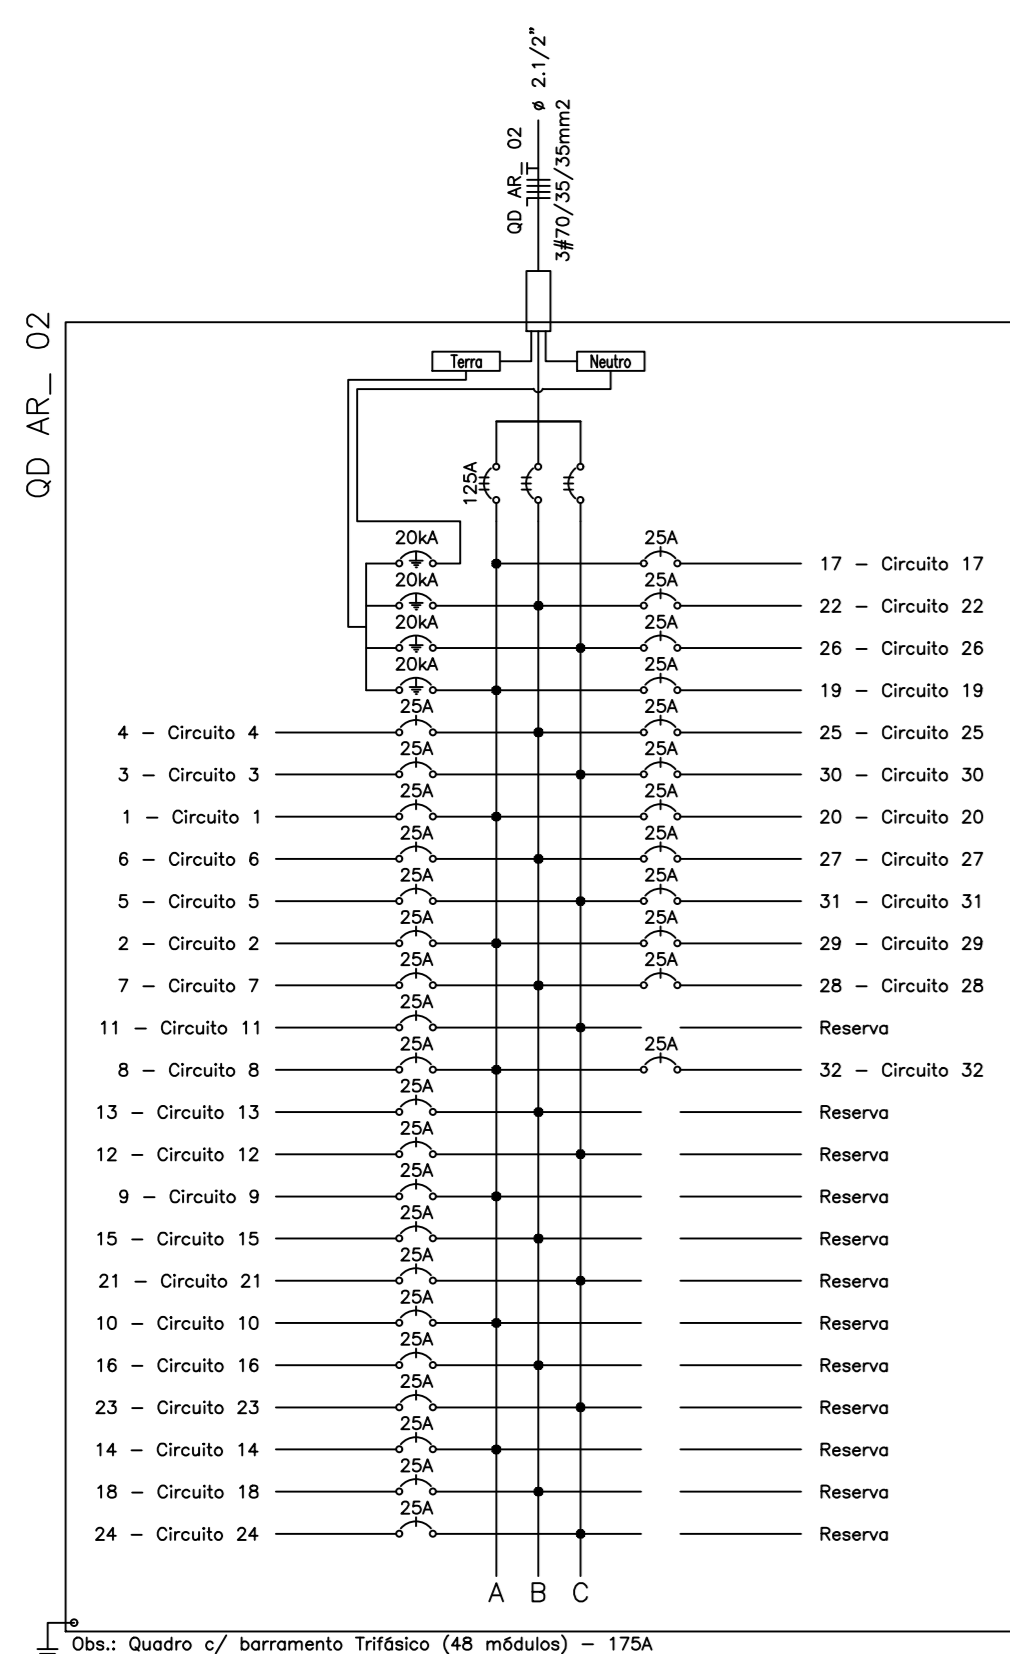 ø 2.1/2"
QD AR_ 02
3#70/35/35mm2
QD AR_ 02
Terra
Neutro
125A
20kA
25A
17 - Circuito 17
20kA
25A
22 - Circuito 22
20kA
25A
26 - Circuito 26
20kA
25A
19 - Circuito 19
4 - Circuito 4
25A
25A
25 - Circuito 25
3 - Circuito 3
25A
25A
30 - Circuito 30
1 - Circuito 1
25A
25A
20 - Circuito 20
6 - Circuito 6
25A
25A
27 - Circuito 27
5 - Circuito 5
25A
25A
31 - Circuito 31
2 - Circuito 2
25A
25A
29 - Circuito 29
7 - Circuito 7
25A
25A
28 - Circuito 28
11 - Circuito 11
25A
Reserva
8 - Circuito 8
25A
25A
32 - Circuito 32
13 - Circuito 13
25A
Reserva
12 - Circuito 12
25A
Reserva
9 - Circuito 9
25A
Reserva
15 - Circuito 15
25A
Reserva
21 - Circuito 21
25A
Reserva
10 - Circuito 10
25A
Reserva
16 - Circuito 16
25A
Reserva
23 - Circuito 23
25A
Reserva
14 - Circuito 14
25A
Reserva
18 - Circuito 18
25A
Reserva
24 - Circuito 24
25A
Reserva
A B C
Obs.: Quadro c/ barramento Trifásico (48 módulos) - 175A